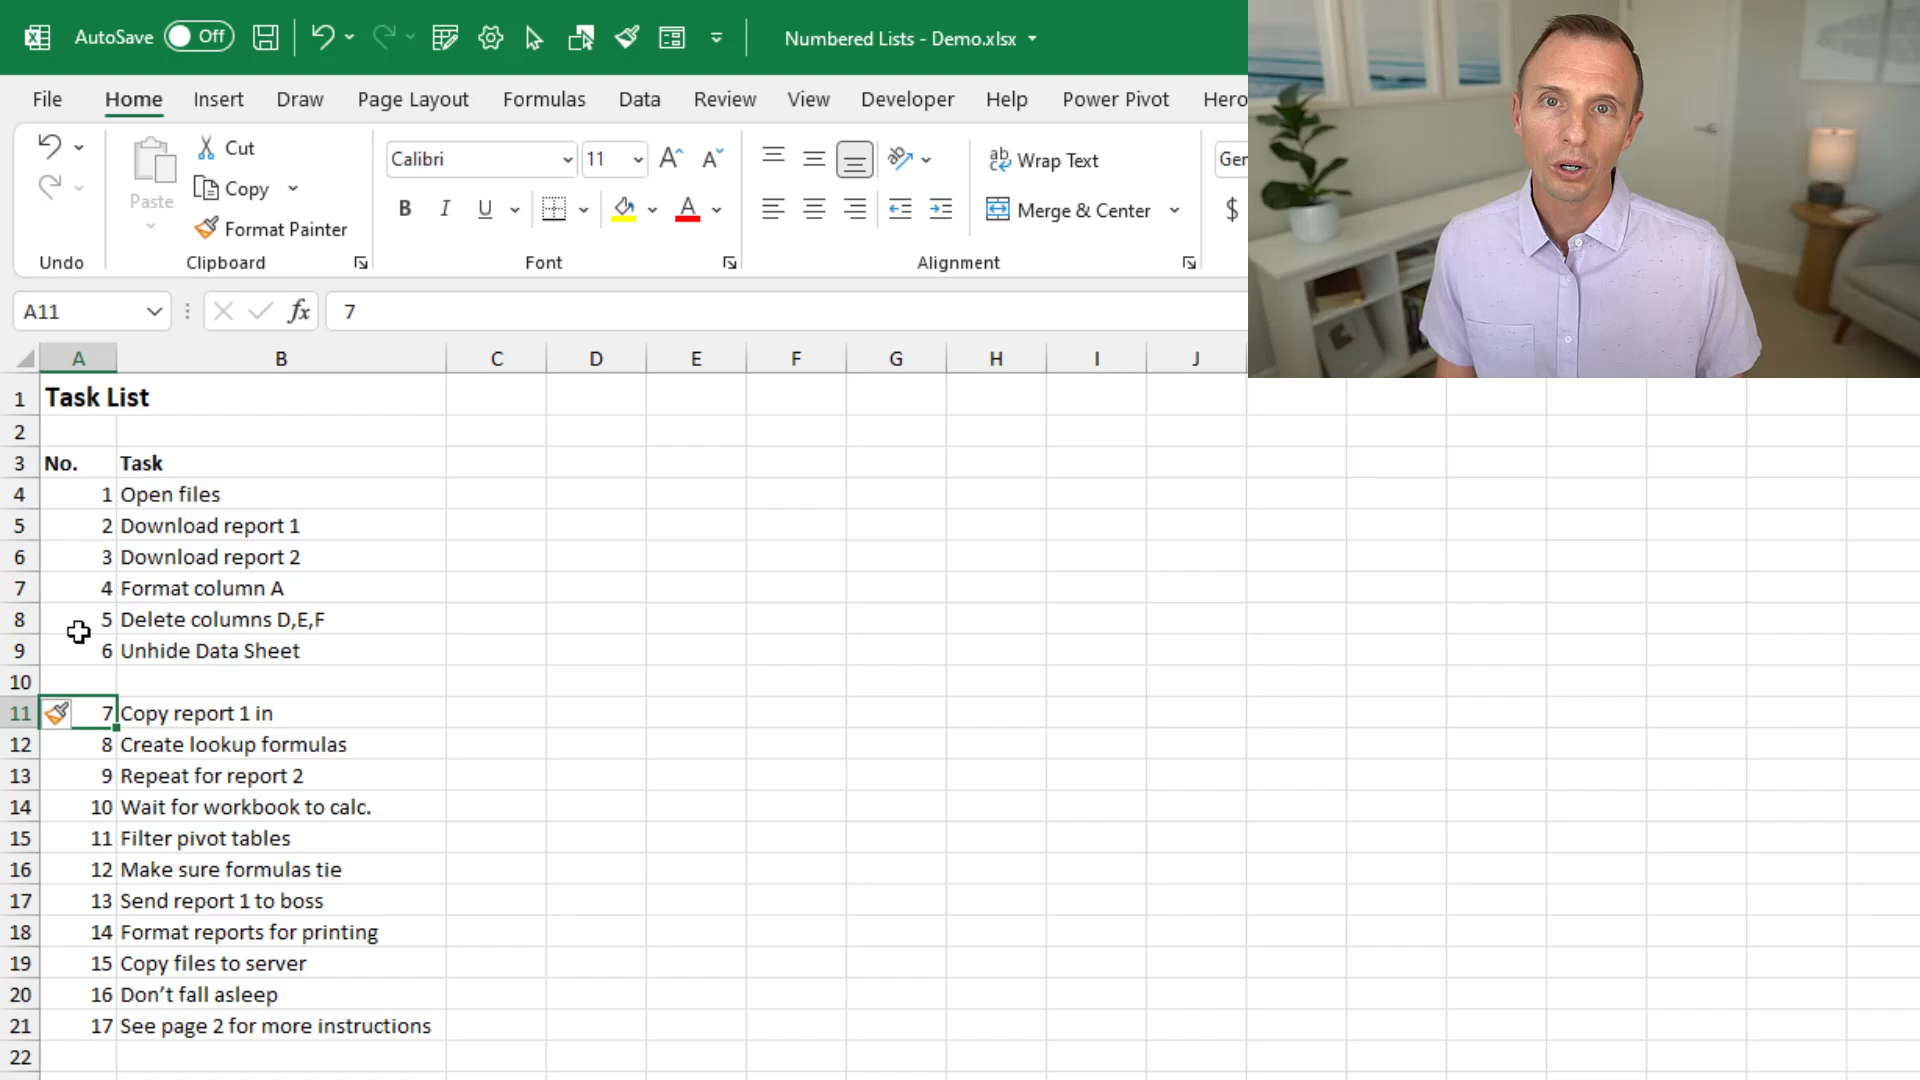 AutoSave Off Numbered Lists - Demo.xlsx
File Home Insert Draw Page Layout Formulas Data Review View Developer Help Power Pivot Hero
Cut
Copy
Paste
Format Painter
Undo Clipboard
Calibri 11
B I U A
Font
ab Wrap Text
Merge & Center
Alignment
Ger
$
A11 fx 7
A B C D E F G H I J
1 Task List
2
3 No. Task
4 1 Open files
5 2 Download report 1
6 3 Download report 2
7 4 Format column A
8 5 Delete columns D,E,F
9 6 Unhide Data Sheet
10
11 7 Copy report 1 in
12 8 Create lookup formulas
13 9 Repeat for report 2
14 10 Wait for workbook to calc.
15 11 Filter pivot tables
16 12 Make sure formulas tie
17 13 Send report 1 to boss
18 14 Format reports for printing
19 15 Copy files to server
20 16 Don’t fall asleep
21 17 See page 2 for more instructions
22